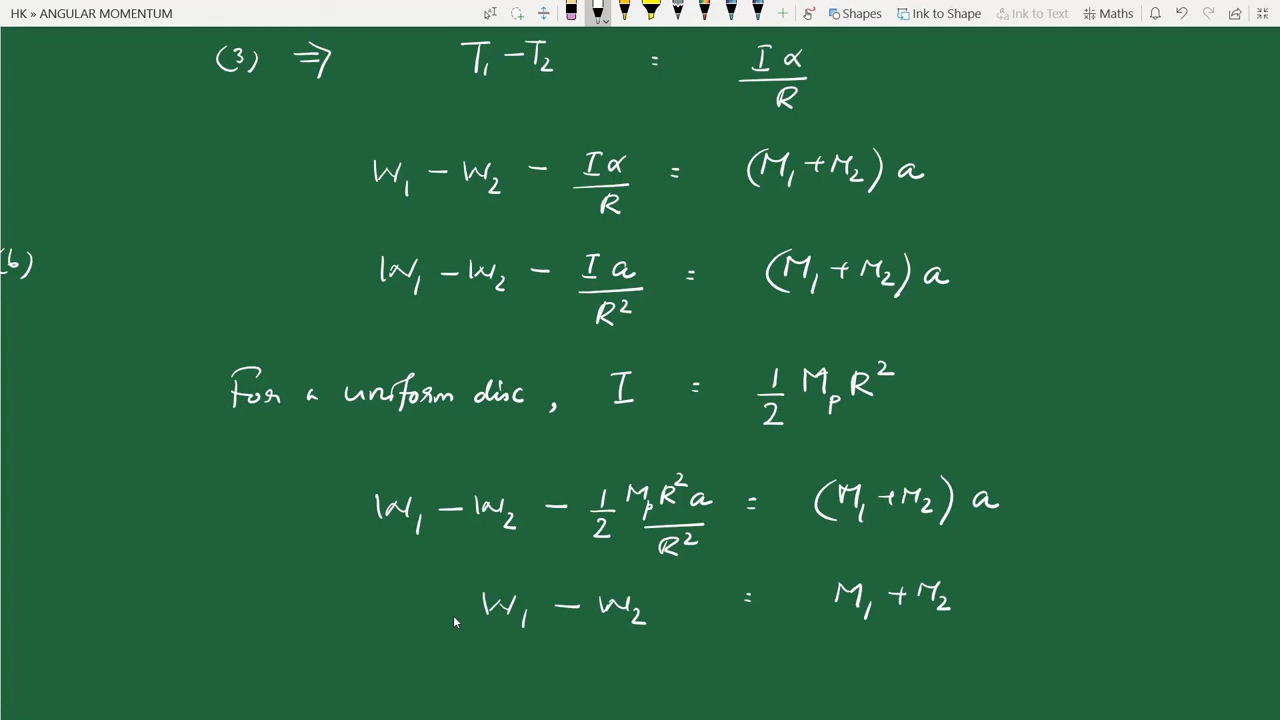 HK » ANGULAR MOMENTUM Shapes Ink to Shape Ink to Text Maths
(3) ⇒ T₁ − T₂ = Iα/R
W₁ − W₂ − Iα/R = (M₁ + M₂) a
(6) W₁ − W₂ − I a/R² = (M₁ + M₂) a
For a uniform disc, I = 1/2 Mₚ R²
W₁ − W₂ − 1/2 MₚR²a/R² = (M₁ + M₂) a
W₁ − W₂ = M₁ + M₂